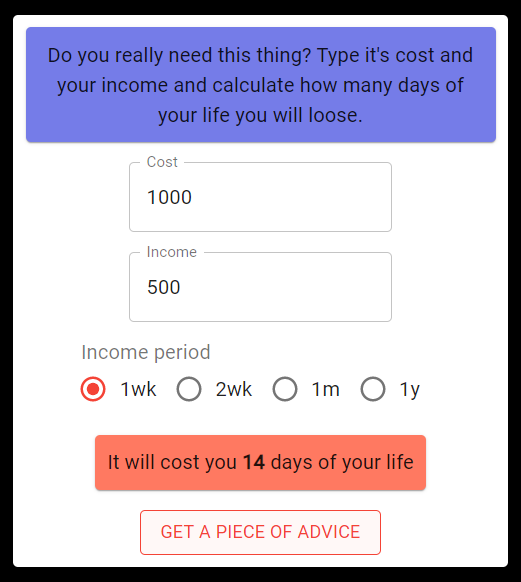 Do you really need this thing? Type it's cost and
your income and calculate how many days of
your life you will loose.
Cost
1000
Income
500
Income period
1wk 2wk 1m 1y
It will cost you 14 days of your life
GET A PIECE OF ADVICE